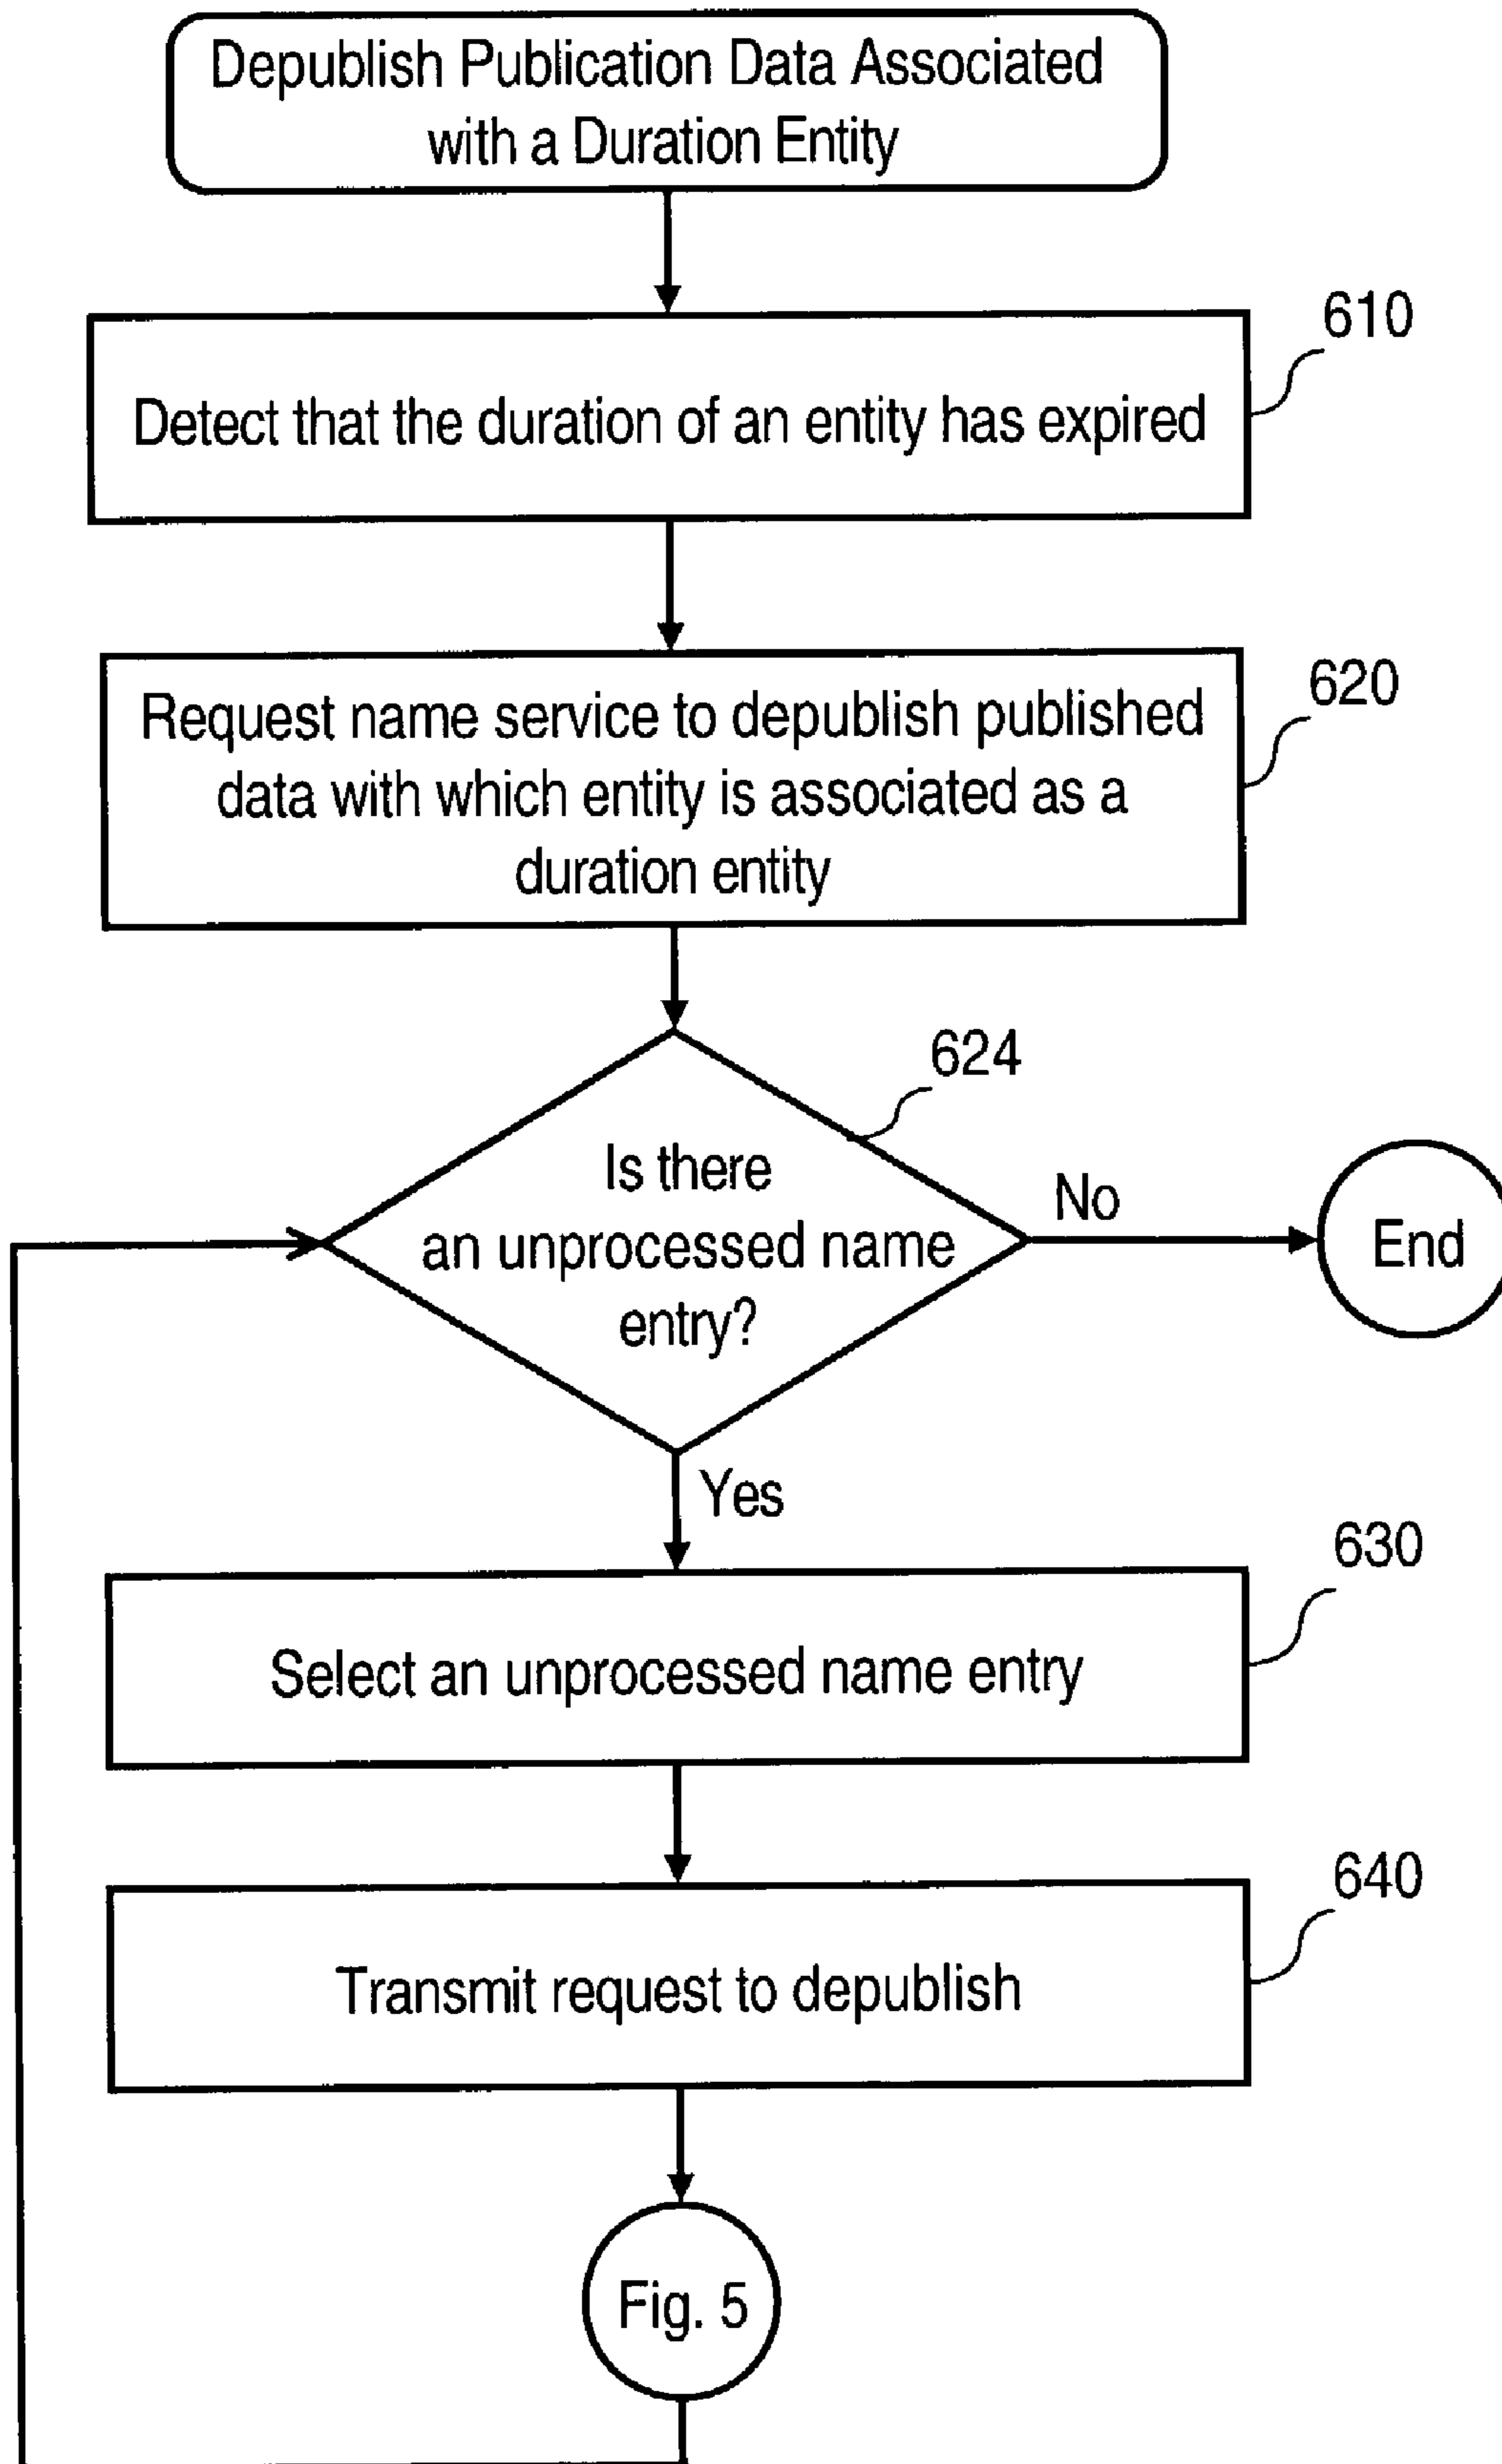 Depublish Publication Data Associated
with a Duration Entity
610
Detect that the duration of an entity has expired
620
Request name service to depublish published
data with which entity is associated as a
duration entity
624
Is there
an unprocessed name
entry?
No
End
Yes
630
Select an unprocessed name entry
640
Transmit request to depublish
Fig. 5